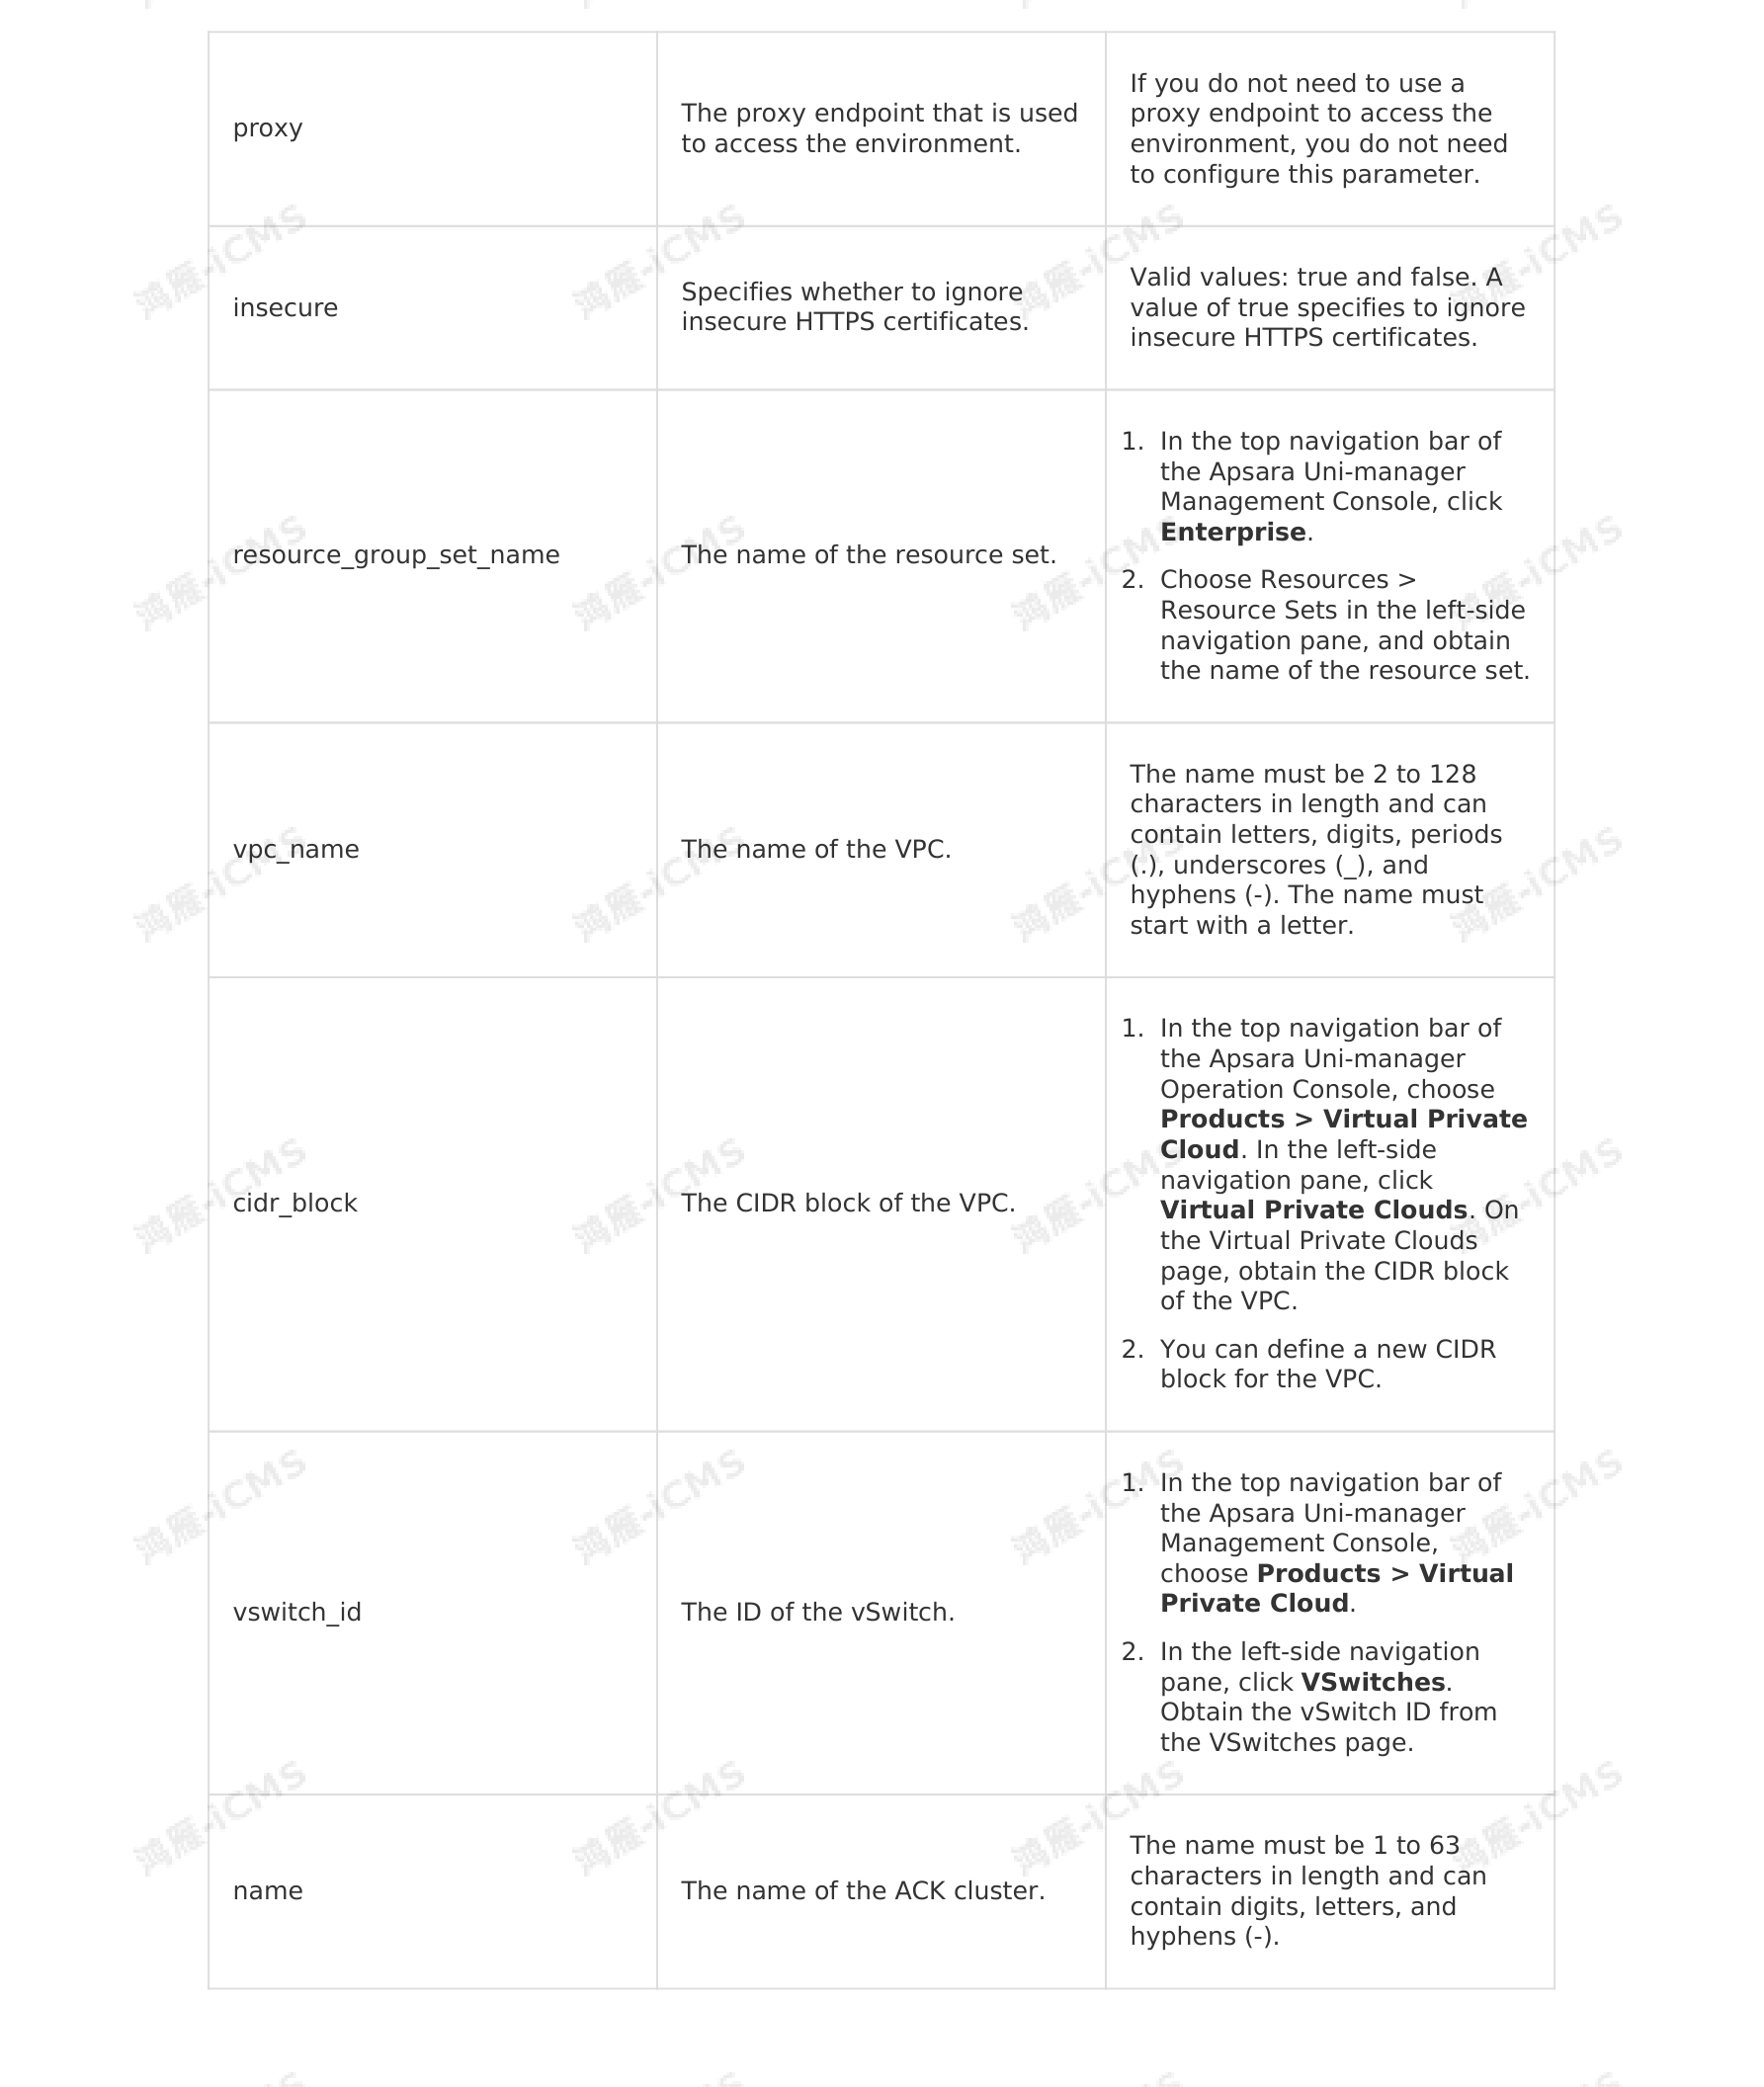 proxy
The proxy endpoint that is used
to access the environment.
If you do not need to use a
proxy endpoint to access the
environment, you do not need
to configure this parameter.
insecure
Specifies whether to ignore
insecure HTTPS certificates.
Valid values: true and false. A
value of true specifies to ignore
insecure HTTPS certificates.
resource_group_set_name
The name of the resource set.
1. In the top navigation bar of
the Apsara Uni-manager
Management Console, click
Enterprise.
2. Choose Resources >
Resource Sets in the left-side
navigation pane, and obtain
the name of the resource set.
vpc_name
The name of the VPC.
The name must be 2 to 128
characters in length and can
contain letters, digits, periods
(.), underscores (_), and
hyphens (-). The name must
start with a letter.
cidr_block
The CIDR block of the VPC.
1. In the top navigation bar of
the Apsara Uni-manager
Operation Console, choose
Products > Virtual Private
Cloud. In the left-side
navigation pane, click
Virtual Private Clouds. On
the Virtual Private Clouds
page, obtain the CIDR block
of the VPC.
2. You can define a new CIDR
block for the VPC.
vswitch_id
The ID of the vSwitch.
1. In the top navigation bar of
the Apsara Uni-manager
Management Console,
choose Products > Virtual
Private Cloud.
2. In the left-side navigation
pane, click VSwitches.
Obtain the vSwitch ID from
the VSwitches page.
name
The name of the ACK cluster.
The name must be 1 to 63
characters in length and can
contain digits, letters, and
hyphens (-).
鸿雁-iCMS